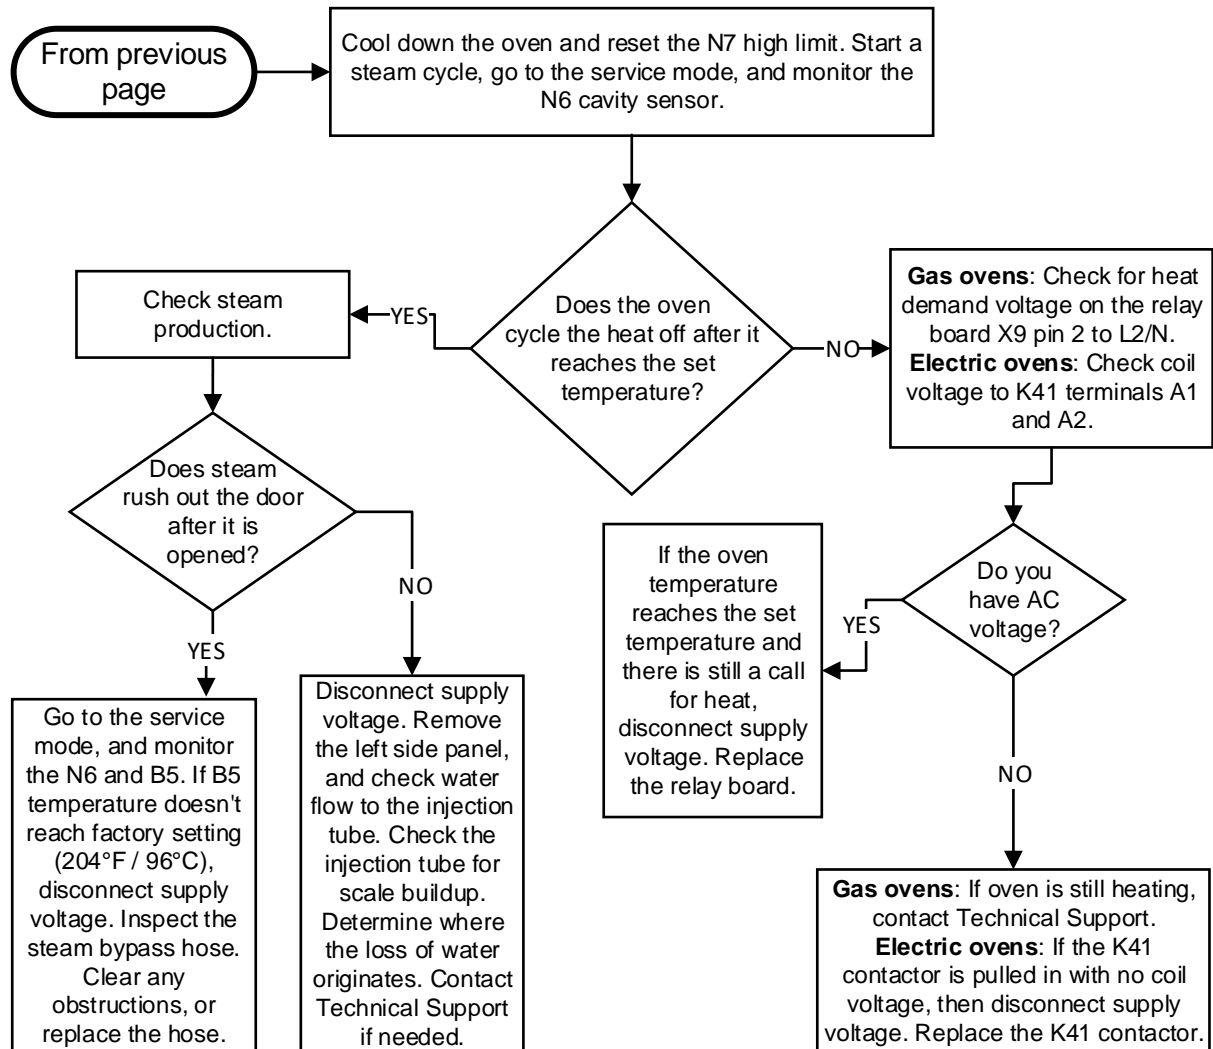 From previous
page
Cool down the oven and reset the N7 high limit. Start a
steam cycle, go to the service mode, and monitor the
N6 cavity sensor.
Does the oven
cycle the heat off after it
reaches the set
temperature?
YES
NO
Check steam
production.
Gas ovens: Check for heat
demand voltage on the relay
board X9 pin 2 to L2/N.
Electric ovens: Check coil
voltage to K41 terminals A1
and A2.
Does steam
rush out the door
after it is
opened?
YES
NO
Do you
have AC
voltage?
YES
NO
If the oven
temperature
reaches the set
temperature and
there is still a call
for heat,
disconnect supply
voltage. Replace
the relay board.
Go to the service
mode, and monitor
the N6 and B5. If B5
temperature doesn't
reach factory setting
(204°F / 96°C),
disconnect supply
voltage. Inspect the
steam bypass hose.
Clear any
obstructions, or
replace the hose.
Disconnect supply
voltage. Remove
the left side panel,
and check water
flow to the injection
tube. Check the
injection tube for
scale buildup.
Determine where
the loss of water
originates. Contact
Technical Support
if needed.
Gas ovens: If oven is still heating,
contact Technical Support.
Electric ovens: If the K41
contactor is pulled in with no coil
voltage, then disconnect supply
voltage. Replace the K41 contactor.